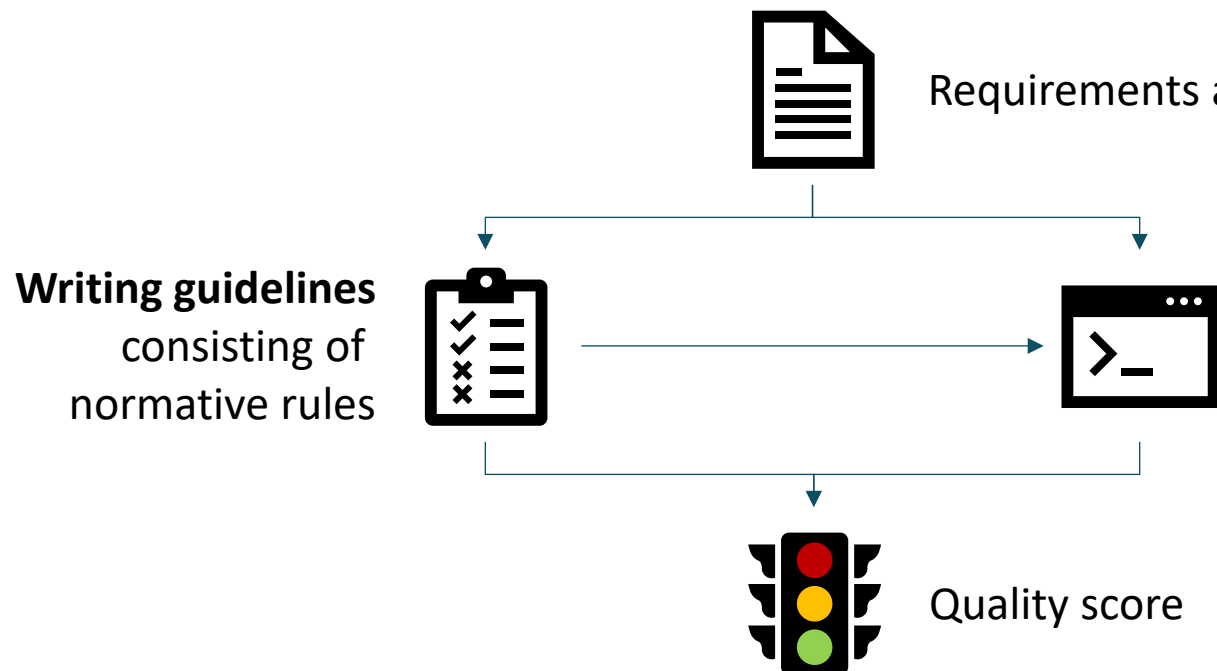 Requirements a
Writing guidelines
consisting of
normative rules
Quality score